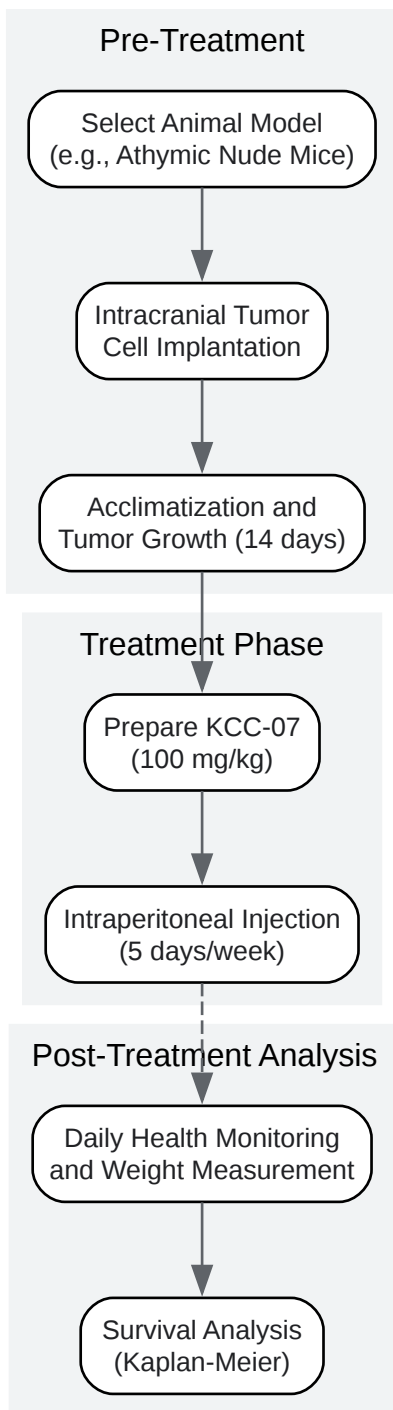 Pre-Treatment
Select Animal Model
(e.g., Athymic Nude Mice)
Intracranial Tumor
Cell Implantation
Acclimatization and
Tumor Growth (14 days)
Treatment Phase
Prepare KCC-07
(100 mg/kg)
Intraperitoneal Injection
(5 days/week)
Post-Treatment Analysis
Daily Health Monitoring
and Weight Measurement
Survival Analysis
(Kaplan-Meier)